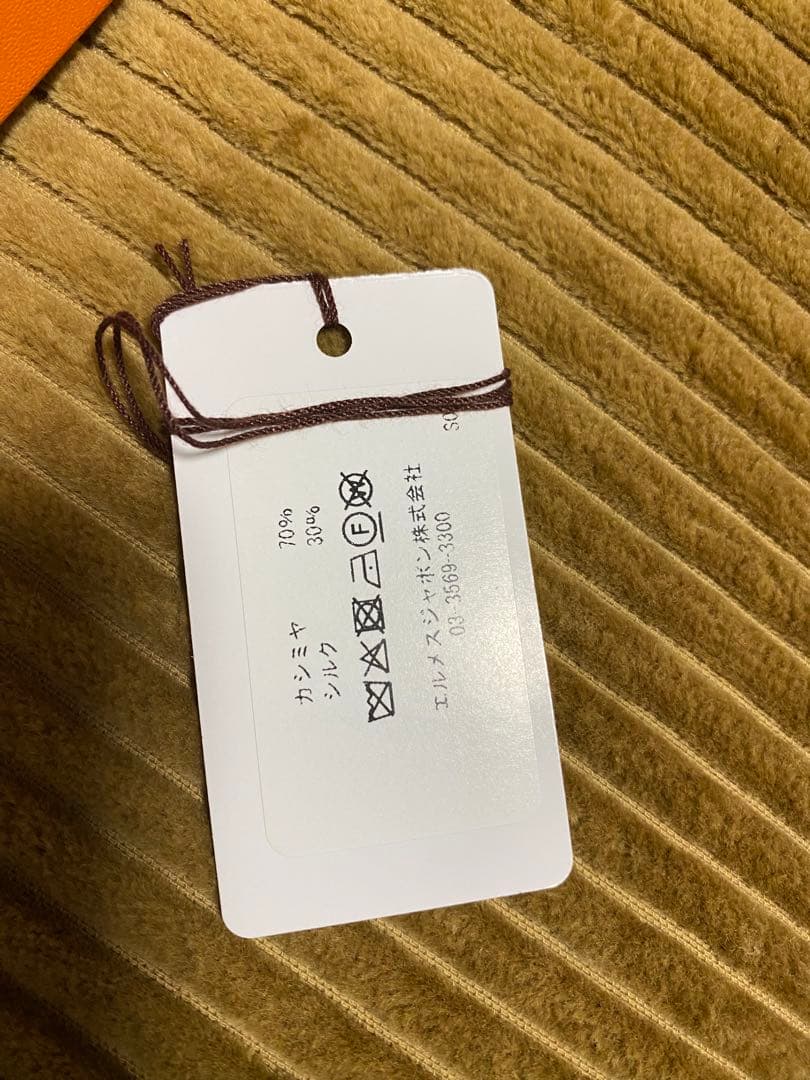 カシミヤ 70%
シルク 30%
F W
エルメスジャポン株式会社
03-3569-3300